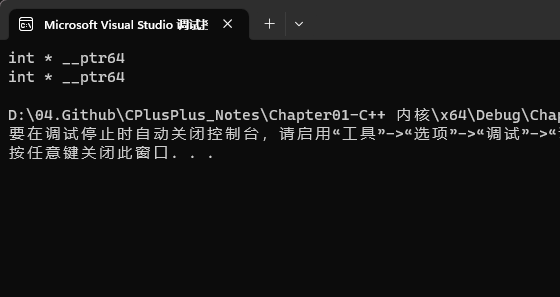 Microsoft Visual Studio 调试
int * __ptr64
int * __ptr64
D:\04.Github\CPlusPlus_Notes\Chapter01-C++ 内核\x64\Debug\Chap
要在调试停止时自动关闭控制台，请启用“工具”->“选项”->“调试”->“
按任意键关闭此窗口. . .